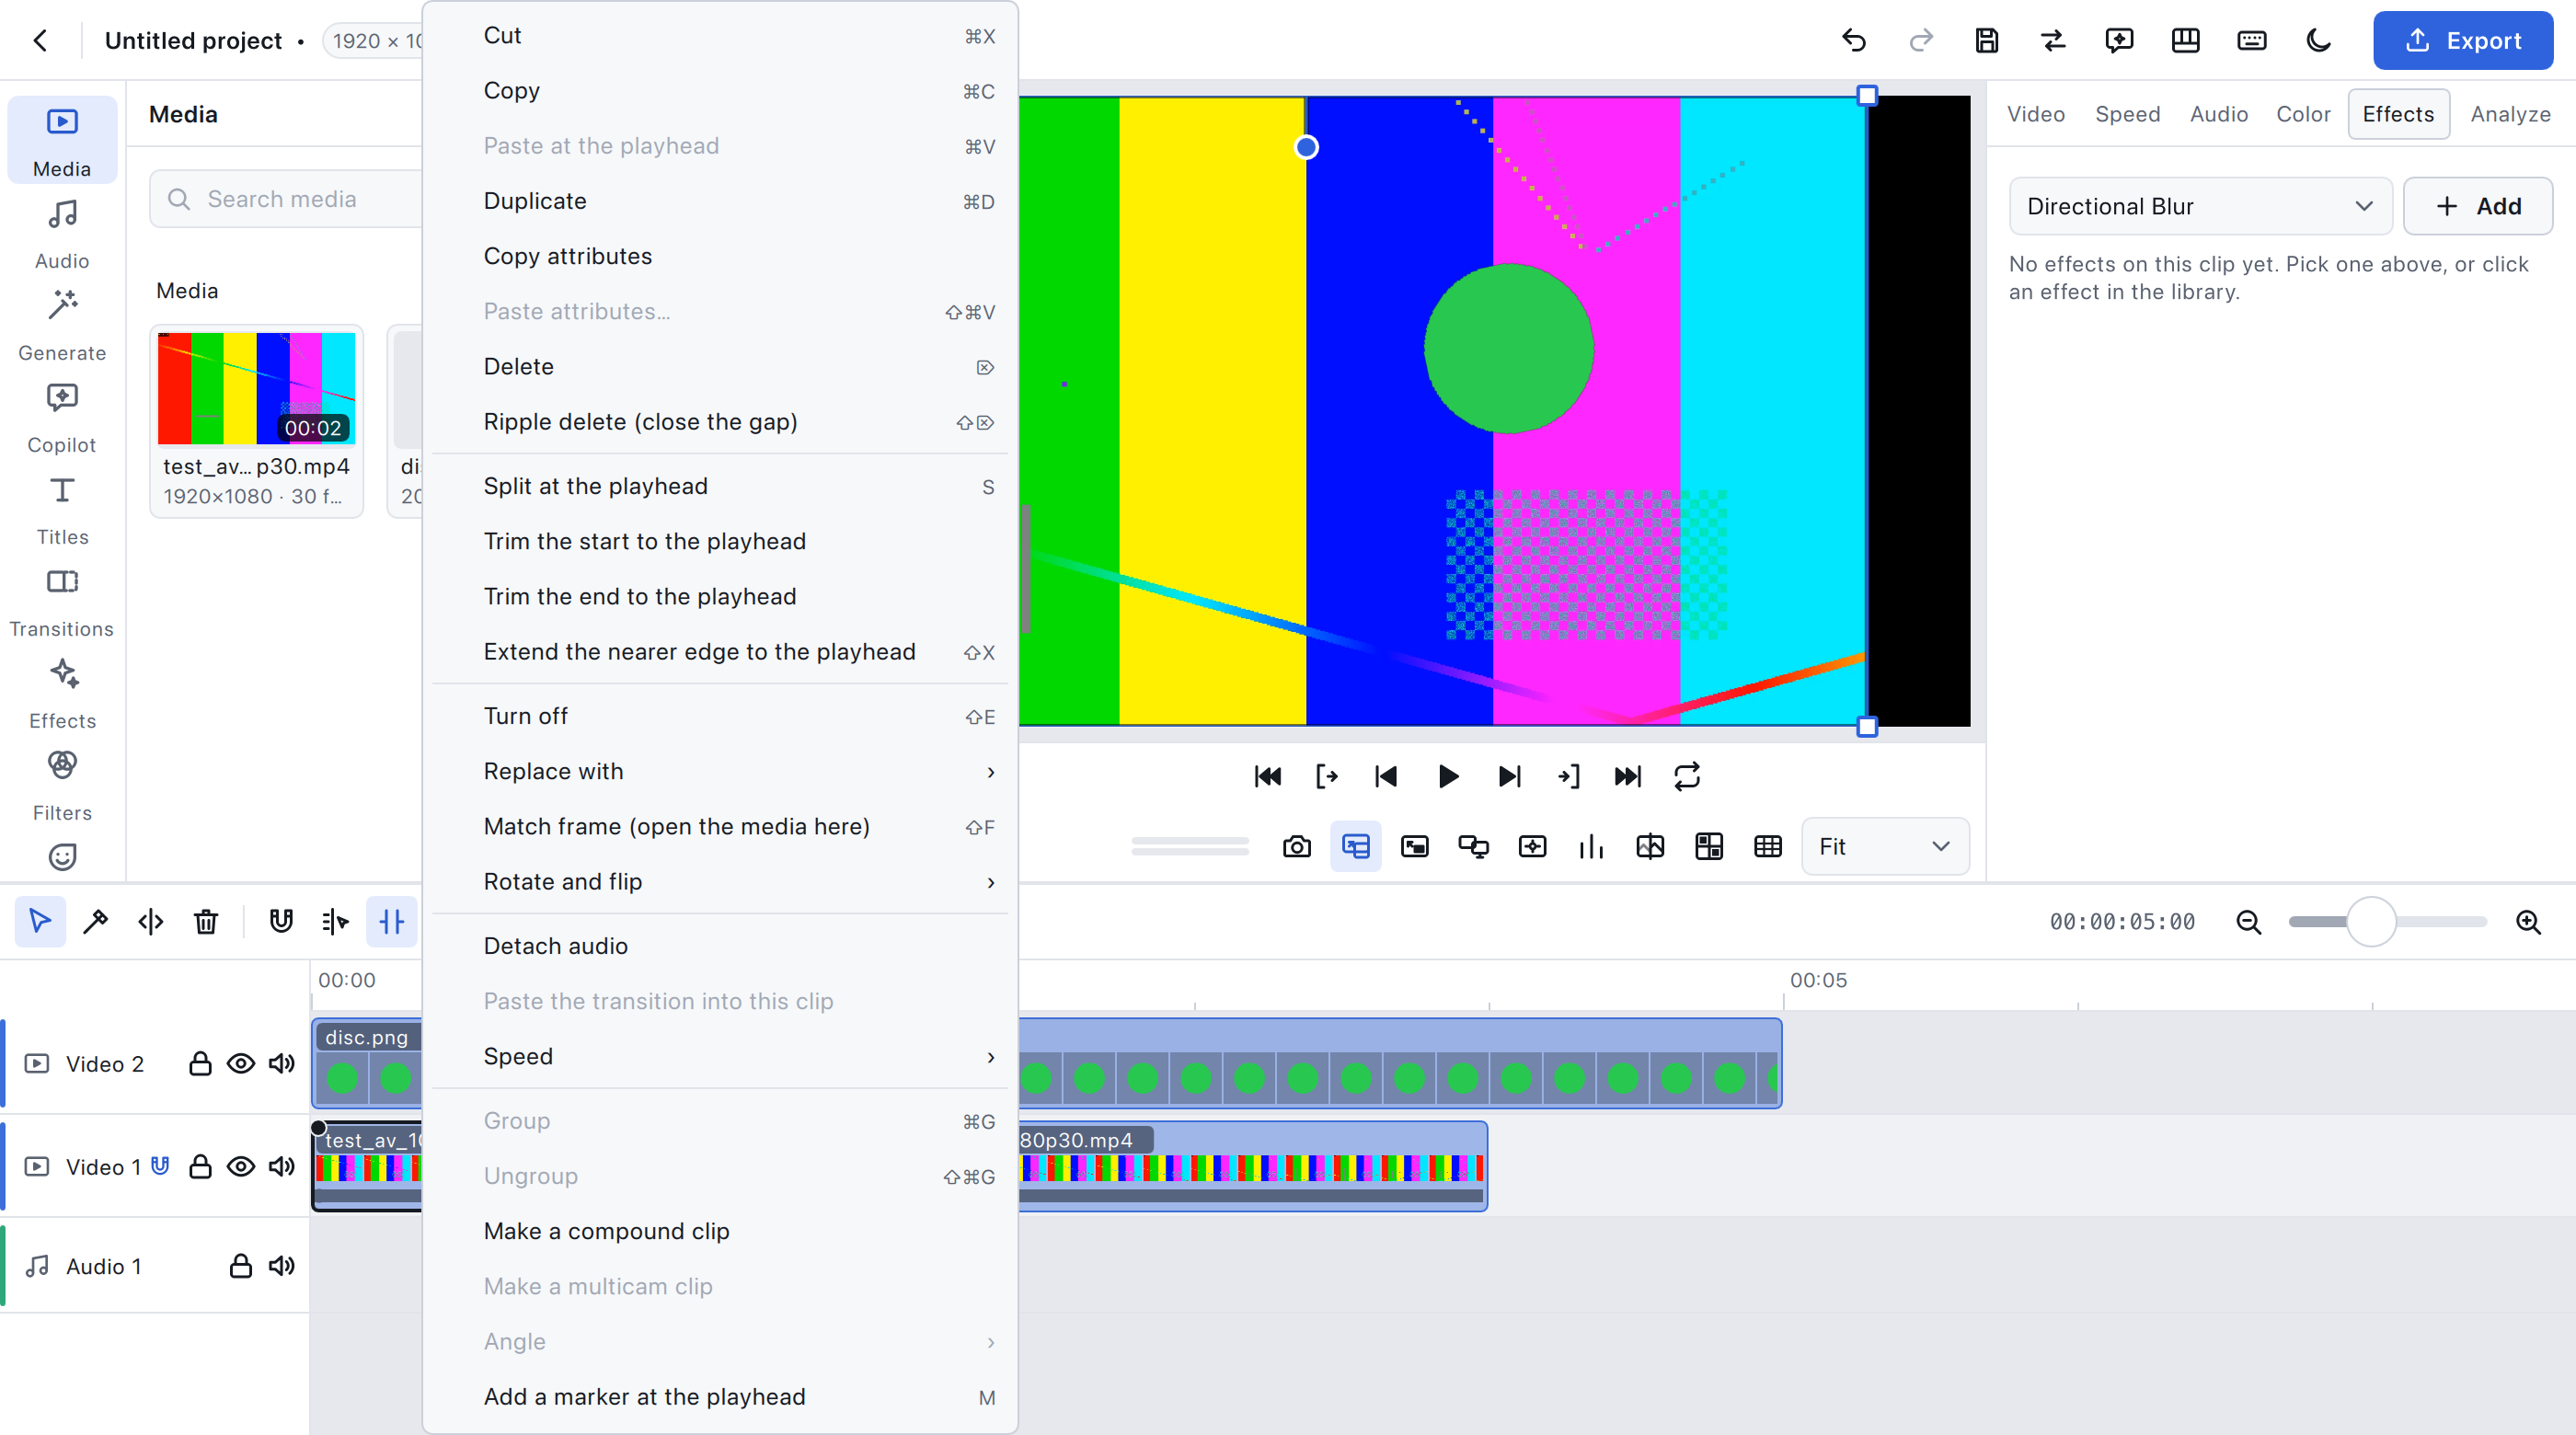 Untitled project •
1920 × 10
Export
Media
Audio
Generate
Copilot
Titles
Transitions
Effects
Filters
Media
Search media
Media
00:02
test_av... p30.mp4
1920×1080 · 30 f...
Cut ⌘X
Copy ⌘C
Paste at the playhead ⌘V
Duplicate ⌘D
Copy attributes
Paste attributes... ⇧⌘V
Delete ⌦
Ripple delete (close the gap) ⇧⌦
Split at the playhead S
Trim the start to the playhead
Trim the end to the playhead
Extend the nearer edge to the playhead ⇧X
Turn off ⇧E
Replace with ›
Match frame (open the media here) ⇧F
Rotate and flip ›
Detach audio
Paste the transition into this clip
Speed ›
Group ⌘G
Ungroup ⇧⌘G
Make a compound clip
Make a multicam clip
Angle ›
Add a marker at the playhead M
Video Speed Audio Color Effects Analyze
Directional Blur
Add
No effects on this clip yet. Pick one above, or click
an effect in the library.
Fit
00:00:05:00
00:00
00:05
Video 2
disc.png
Video 1
test_av_10
80p30.mp4
Audio 1